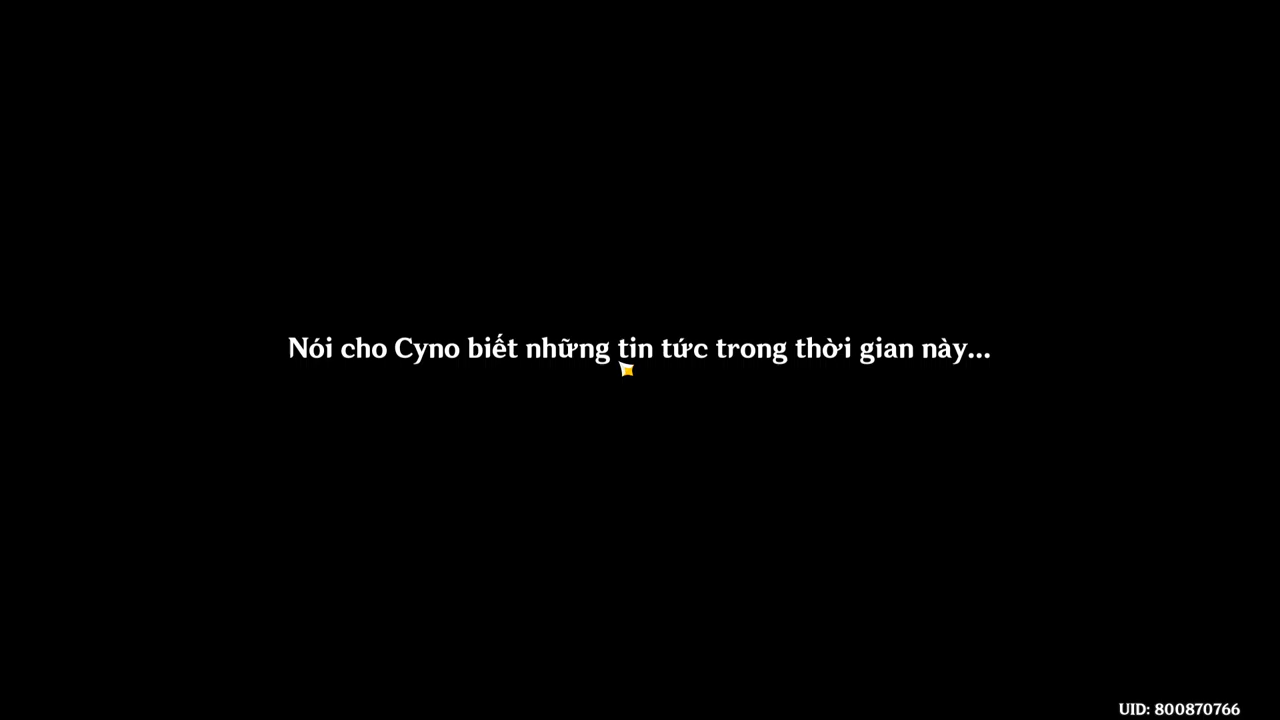 Nói cho Cyno biết những tin tức trong thời gian này...
UID: 800870766